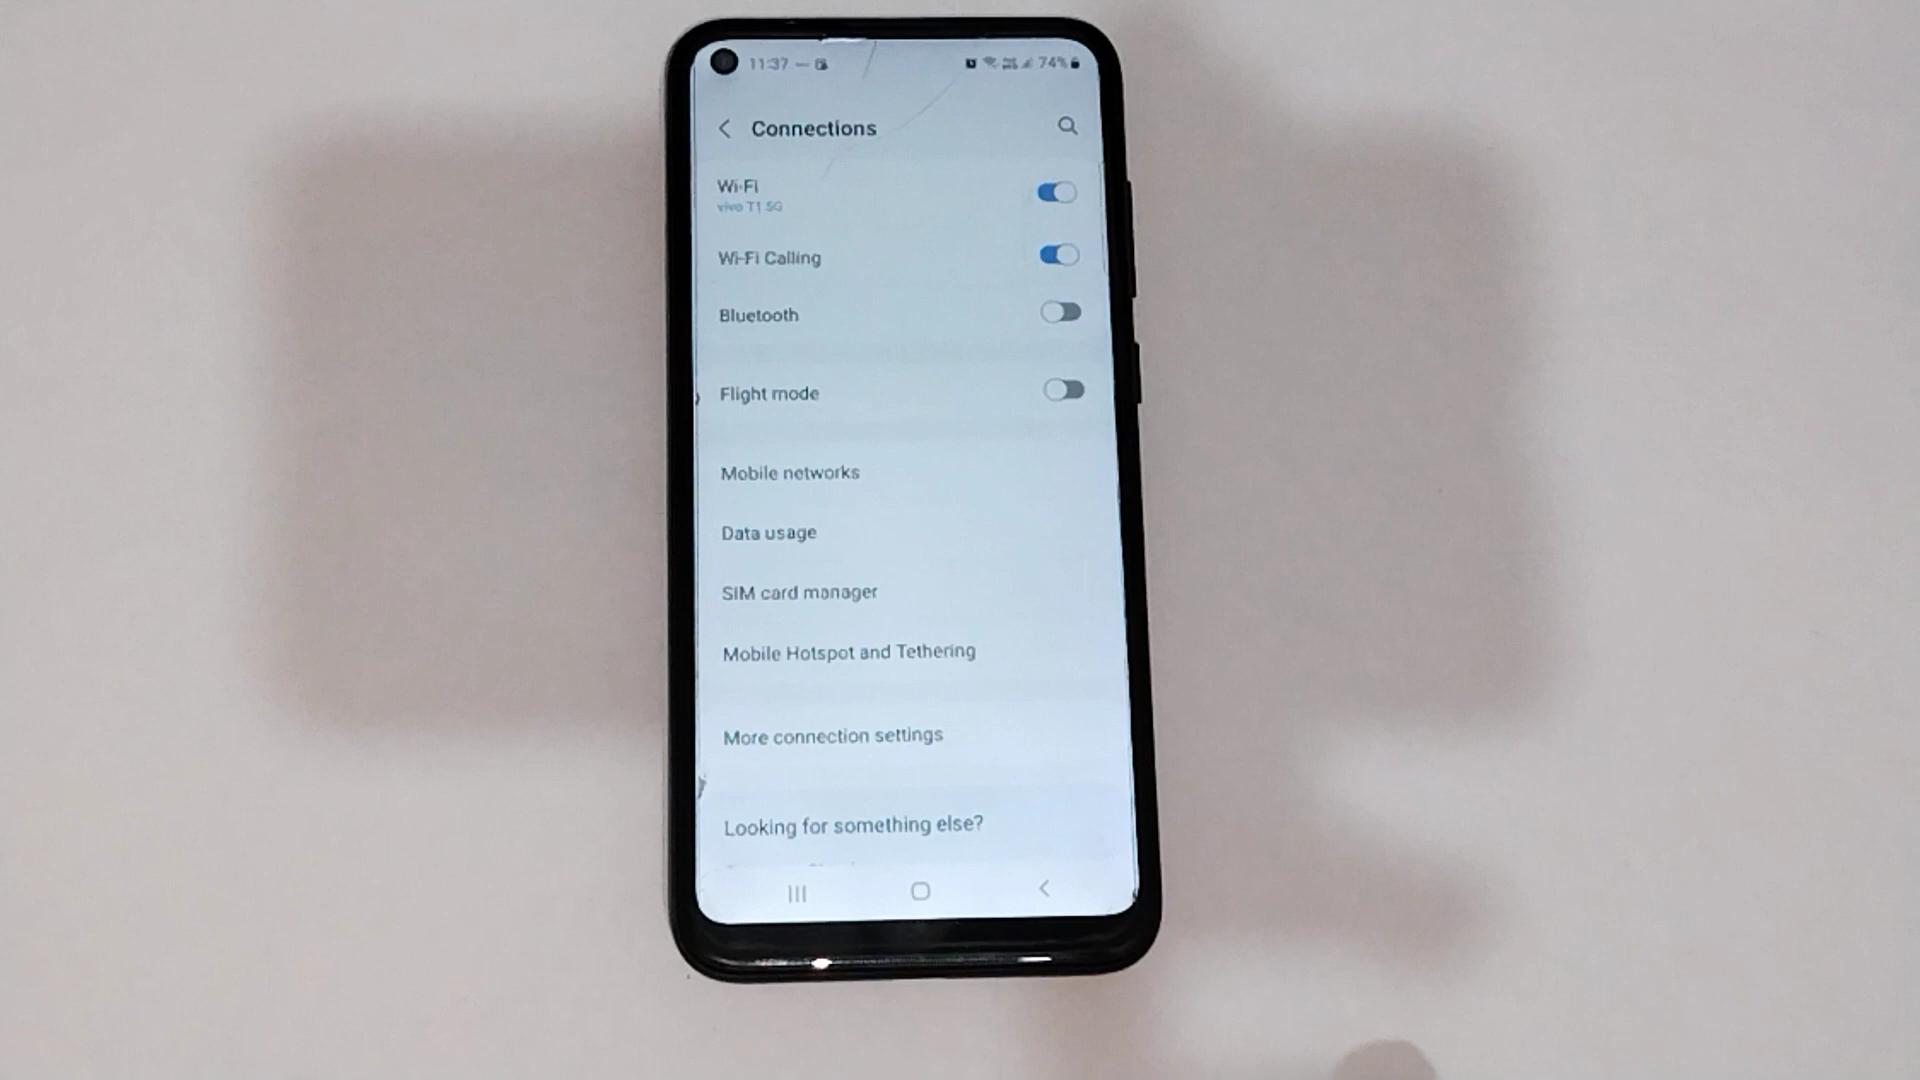 11:37
74%
Connections
Wi-Fi
vivo T1 5G
Wi-Fi Calling
Bluetooth
Flight mode
Mobile networks
Data usage
SIM card manager
Mobile Hotspot and Tethering
More connection settings
Looking for something else?